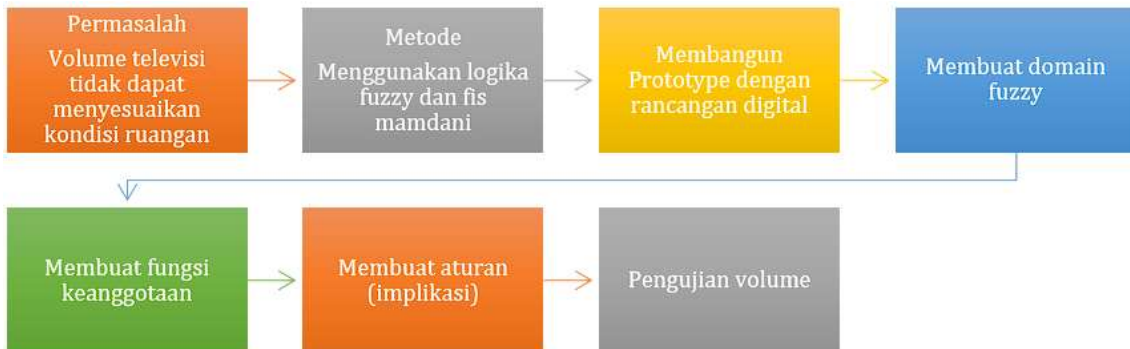 Permasalah
Volume televisi
tidak dapat
menyesuaikan
kondisi ruangan
Metode
Menggunakan logika
fuzzy dan fis
mamdani
Membangun
Prototype dengan
rancangan digital
Membuat domain
fuzzy
Membuat fungsi
keanggotaan
Membuat aturan
(implikasi)
Pengujian volume